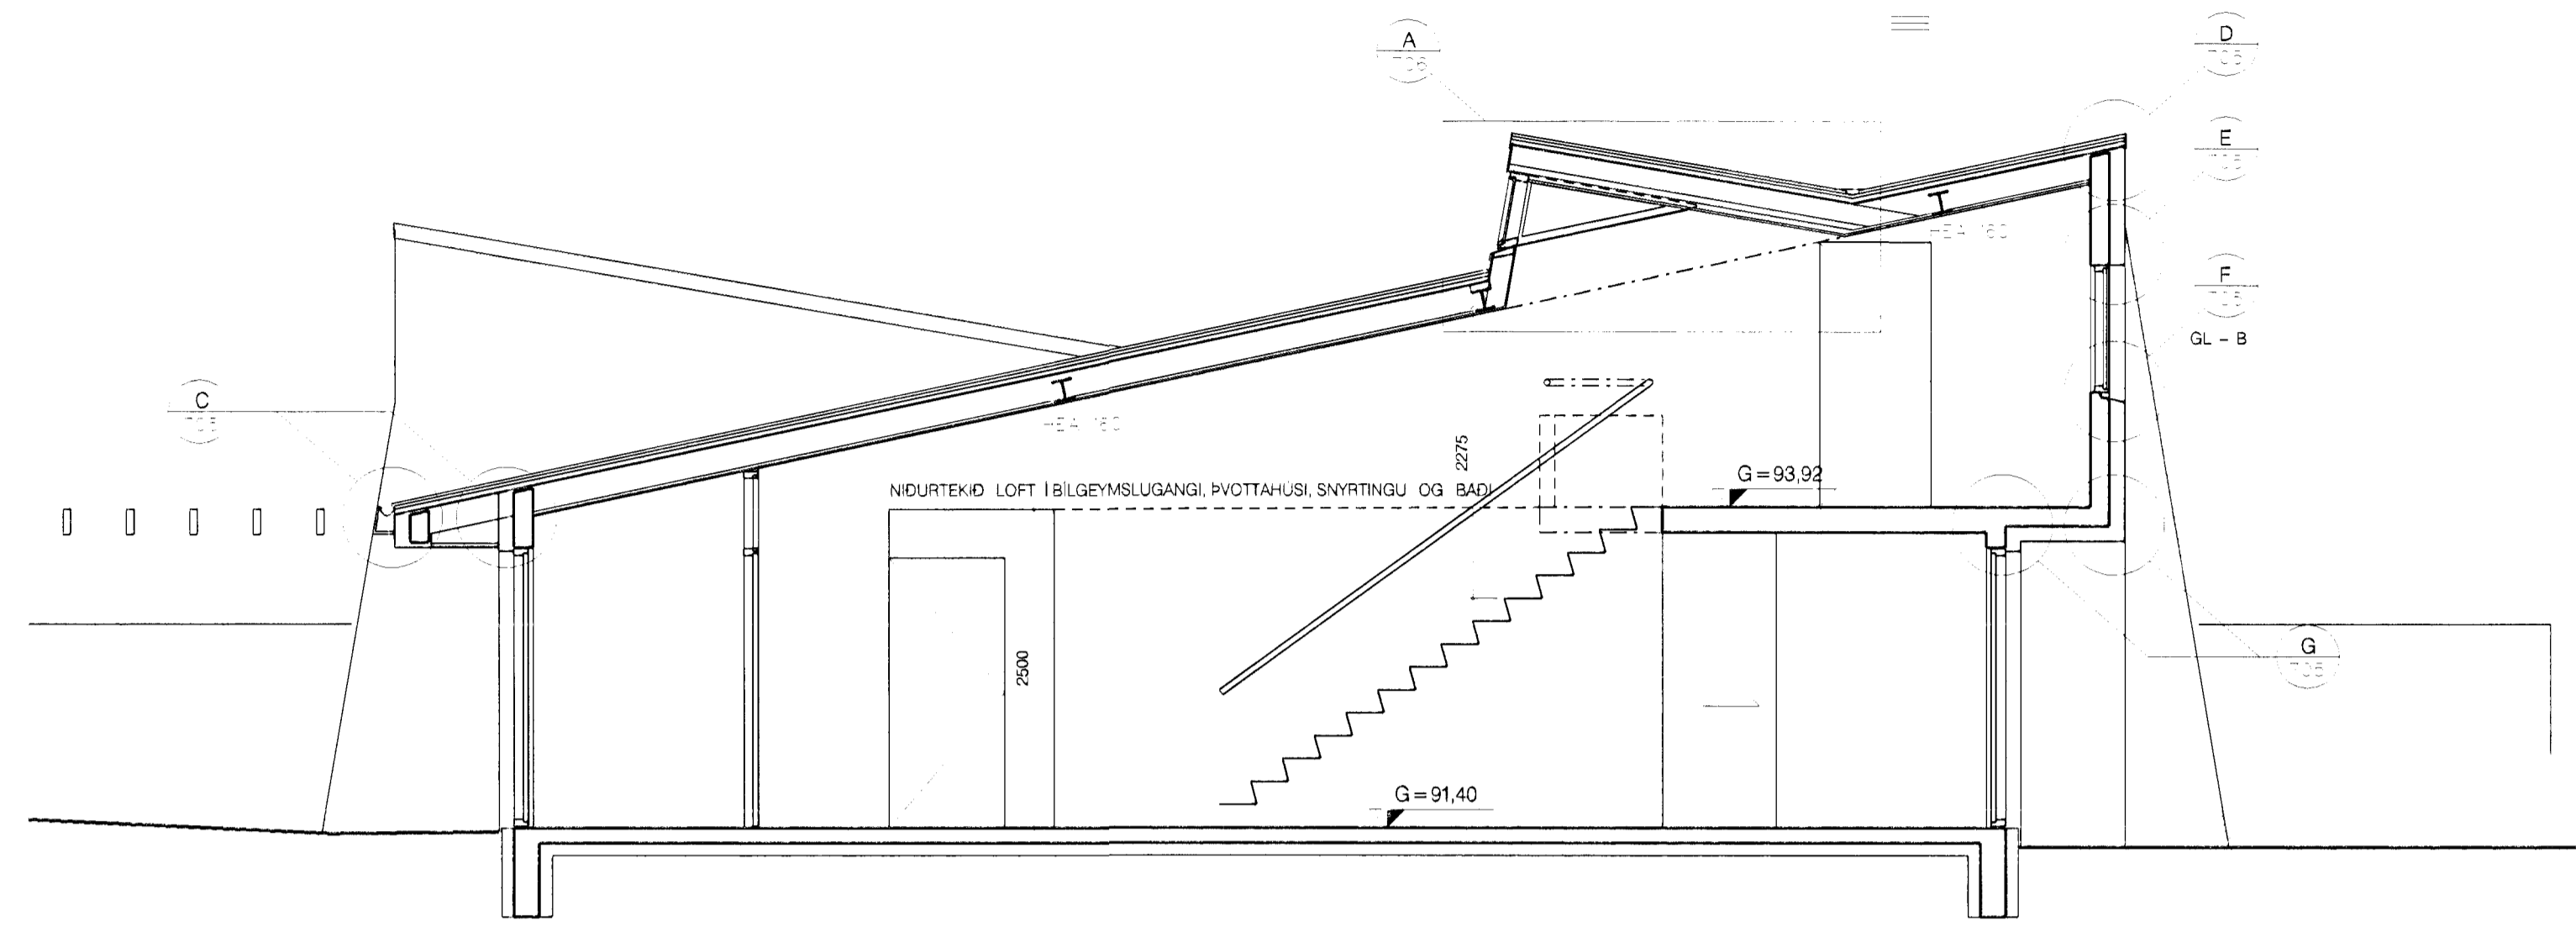 A
D
E
F
GL - B
C
HEA 160
HEA 160
2275
G=93,92
NIÐURTEKIÐ LOFT Í BÍLGEYMSLUGANGI, ÞVOTTAHÚSI, SNYRTINGU OG BAÐI
G
2500
G=91,40